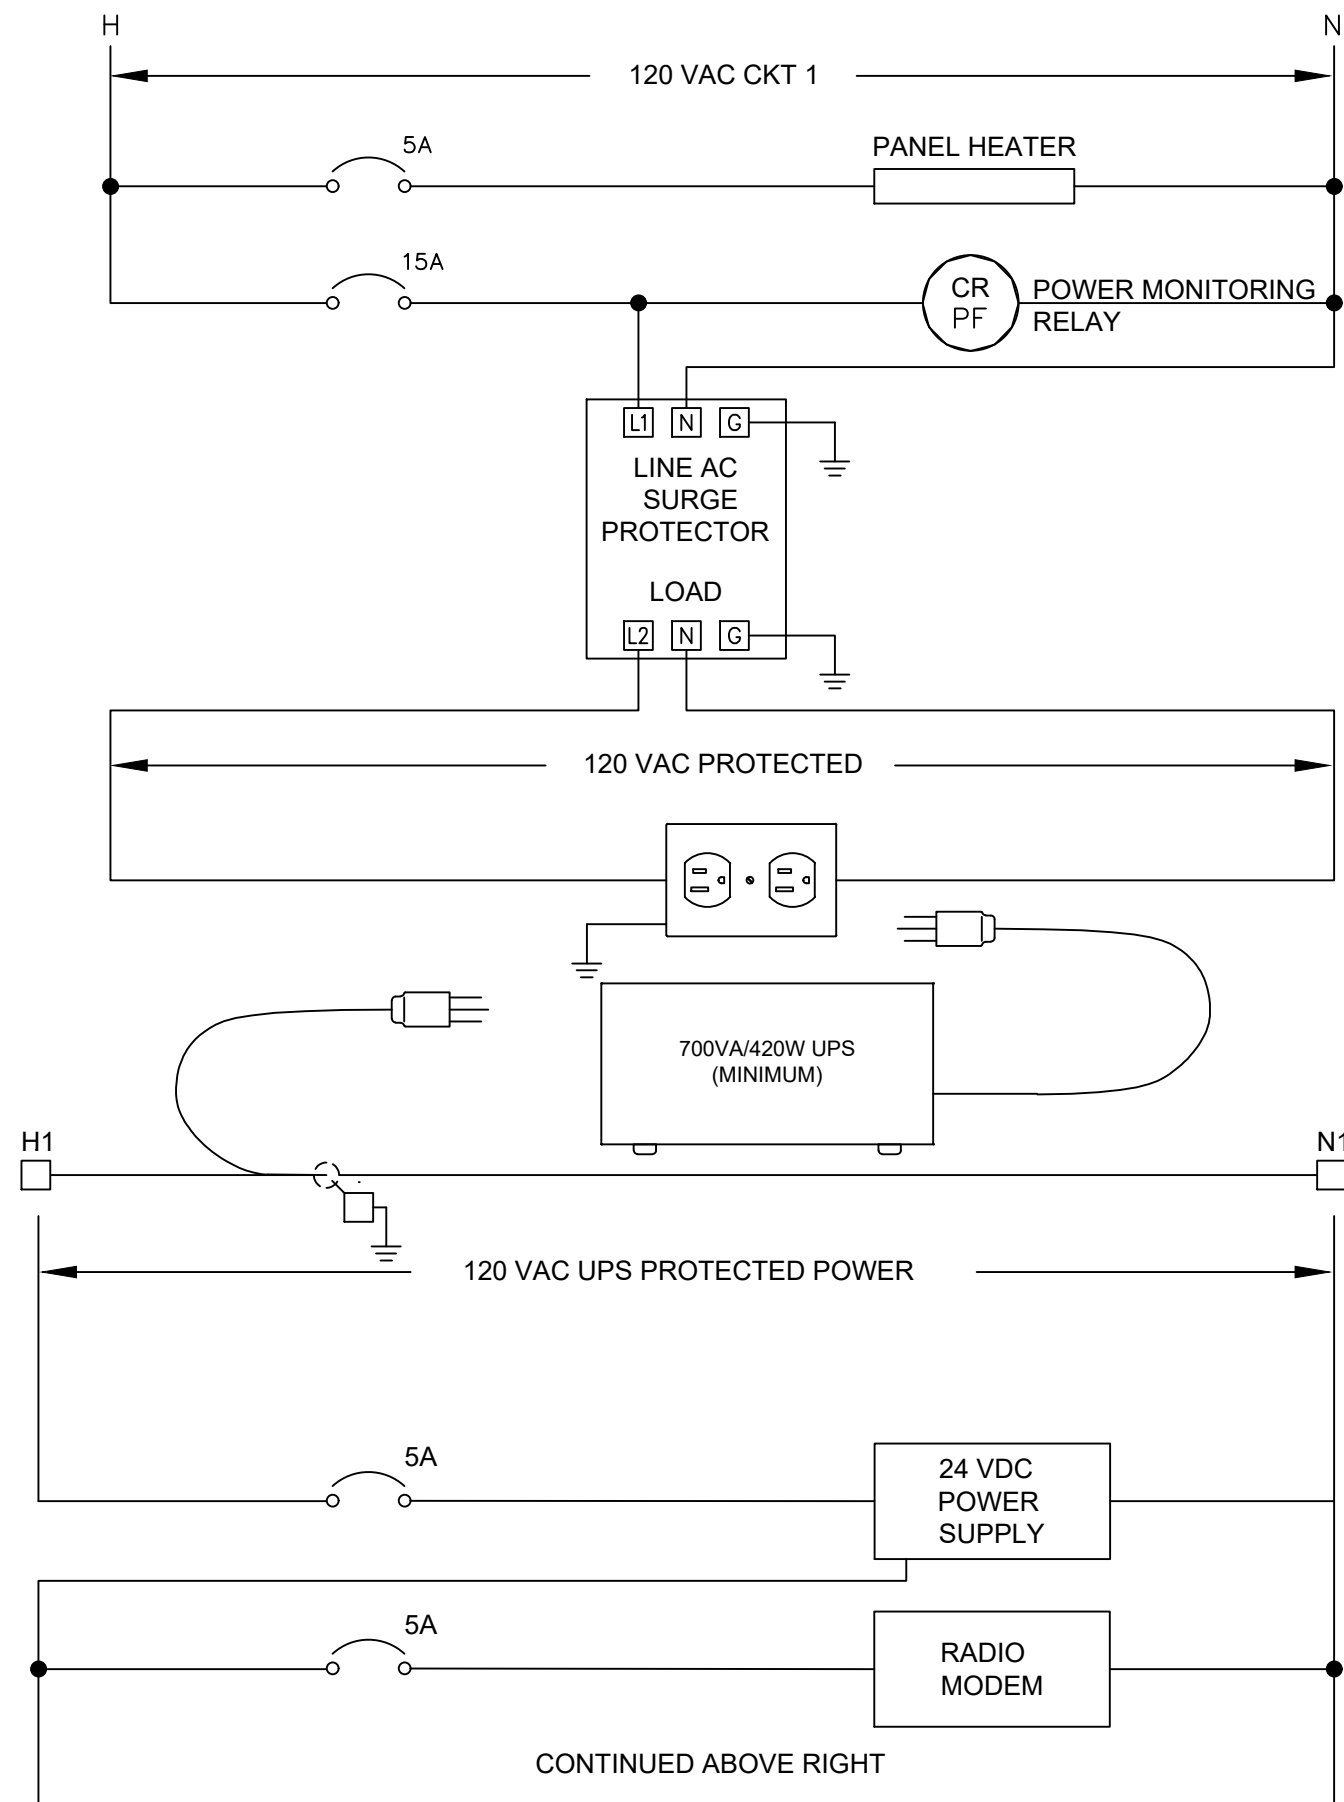 H
N
120 VAC CKT 1
5A
PANEL HEATER
15A
CR
PF
POWER MONITORING
RELAY
L1 N G
LINE AC
SURGE
PROTECTOR
LOAD
L2 N G
120 VAC PROTECTED
700VA/420W UPS
(MINIMUM)
H1
N1
120 VAC UPS PROTECTED POWER
5A
24 VDC
POWER
SUPPLY
5A
RADIO
MODEM
CONTINUED ABOVE RIGHT